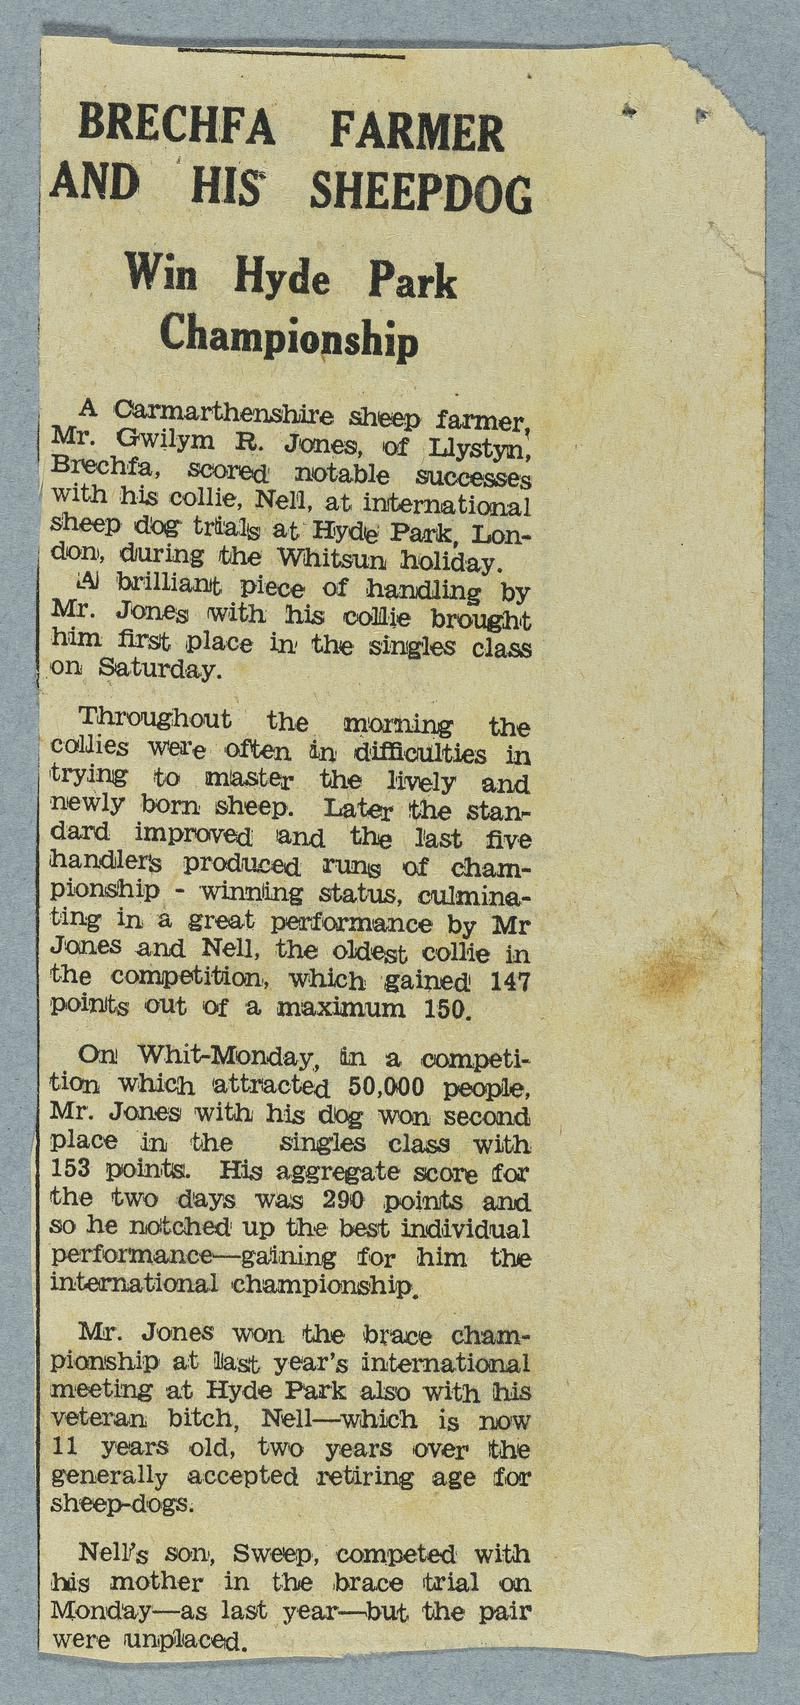 BRECHFA FARMER
AND HIS SHEEPDOG
Win Hyde Park
Championship
A Carmarthenshire sheep farmer,
Mr. Gwilym R. Jones, of Llystyn,
Brechfa, scored notable successes
with his collie, Nell, at international
sheep dog trials at Hyde Park, Lon-
don, during the Whitsun holiday.
A brilliant piece of handling by
Mr. Jones with his collie brought
him first place in the singles class
on Saturday.
Throughout the morning the
collies were often in difficulties in
trying to master the lively and
newly born sheep. Later the stan-
dard improved and the last five
handlers produced runs of cham-
pionship - winning status, culmina-
ting in a great performance by Mr
Jones and Nell, the oldest collie in
the competition, which gained 147
points out of a maximum 150.
On Whit-Monday, in a competi-
tion which attracted 50,000 people,
Mr. Jones with his dog won second
place in the singles class with
153 points. His aggregate score for
the two days was 290 points and
so he notched up the best individual
performance—gaining for him the
international championship.
Mr. Jones won the brace cham-
pionship at last year's international
meeting at Hyde Park also with his
veteran bitch, Nell—which is now
11 years old, two years over the
generally accepted retiring age for
sheep-dogs.
Nell's son, Sweep, competed with
his mother in the brace trial on
Monday—as last year—but the pair
were unplaced.